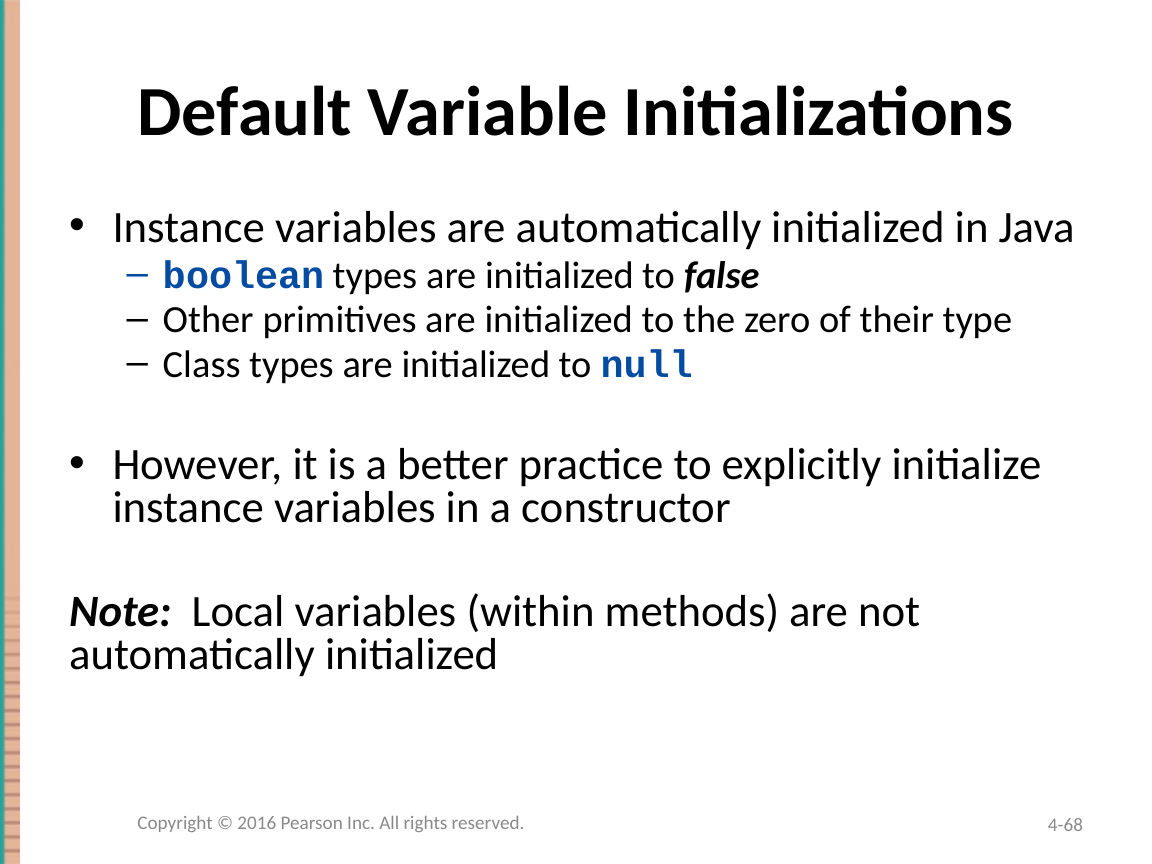 Default Variable Initializations
• Instance variables are automatically initialized in Java
– boolean types are initialized to false
– Other primitives are initialized to the zero of their type
– Class types are initialized to null
• However, it is a better practice to explicitly initialize
instance variables in a constructor
Note: Local variables (within methods) are not
automatically initialized
Copyright © 2016 Pearson Inc. All rights reserved.
4-68